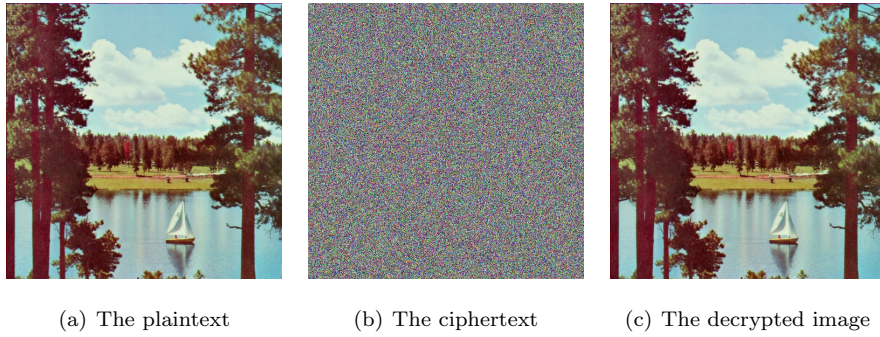 (a) The plaintext
(b) The ciphertext
(c) The decrypted image